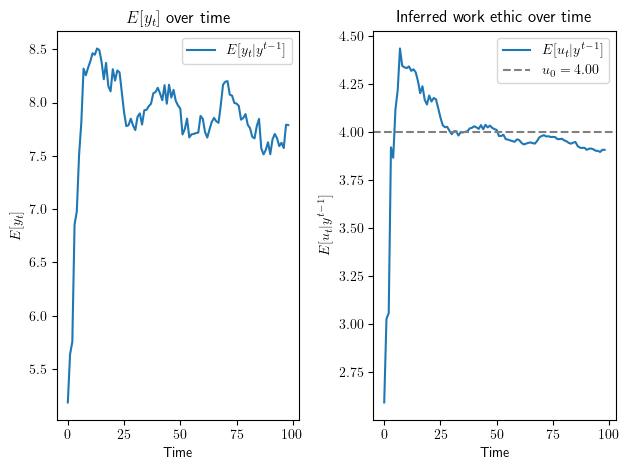 E[y_t] over time
E[y_t|y^{t−1}]
E[y_t]
8.5
8.0
7.5
7.0
6.5
6.0
5.5
0
25
50
75
100
Time
Inferred work ethic over time
E[u_t|y^{t−1}]
u_0 = 4.00
E[u_t|y^{t−1}]
4.50
4.25
4.00
3.75
3.50
3.25
3.00
2.75
0
25
50
75
100
Time